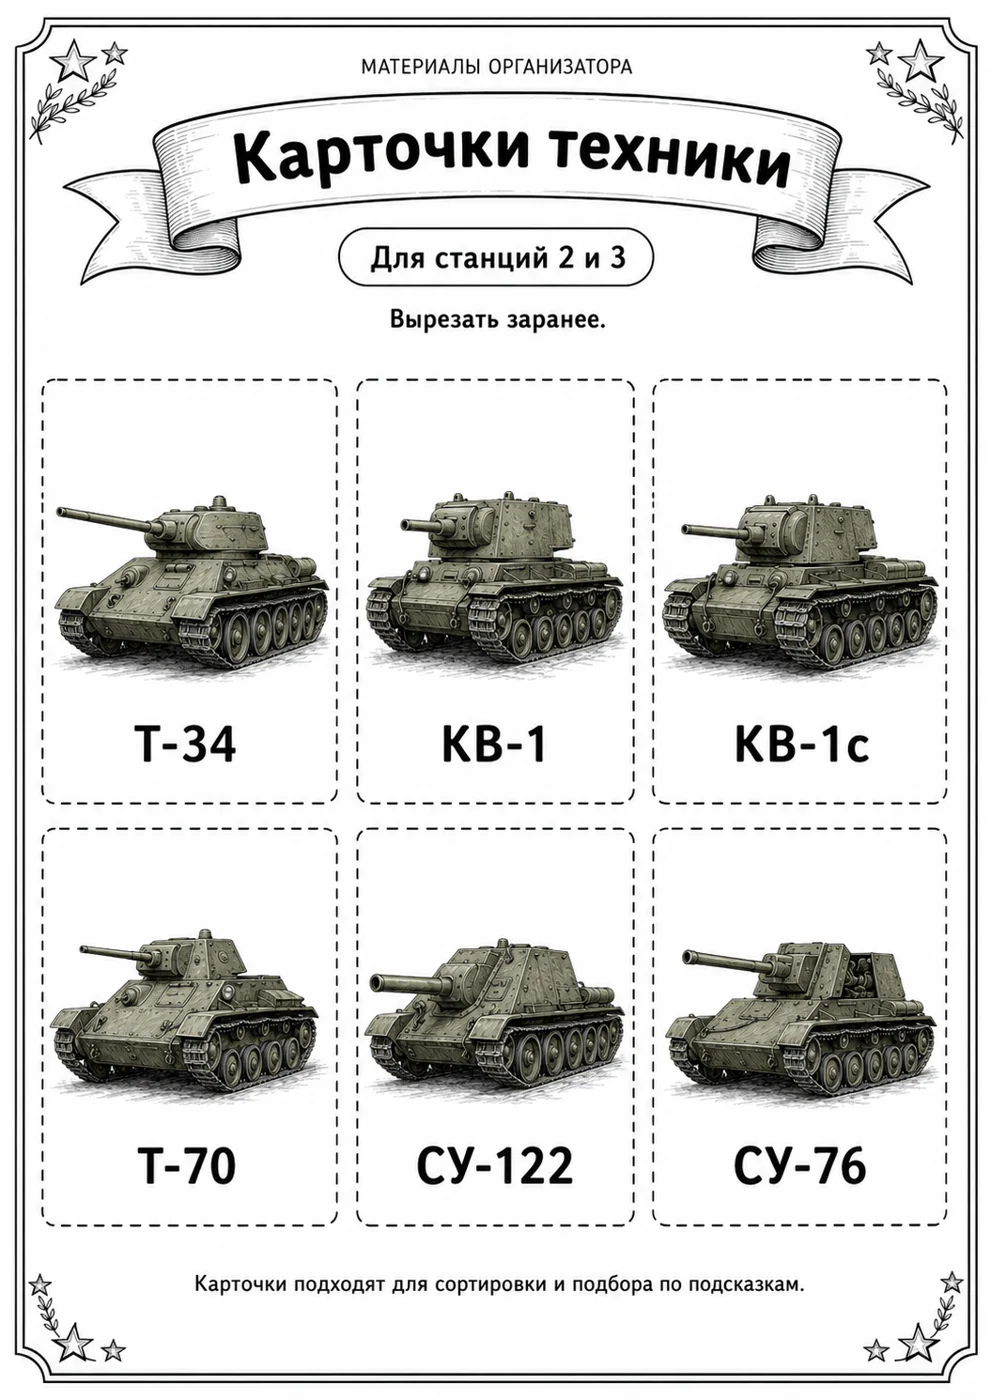 МАТЕРИАЛЫ ОРГАНИЗАТОРА
Карточки техники
Для станций 2 и 3
Вырезать заранее.
Т-34
КВ-1
КВ-1с
Т-70
СУ-122
СУ-76
Карточки подходят для сортировки и подбора по подсказкам.